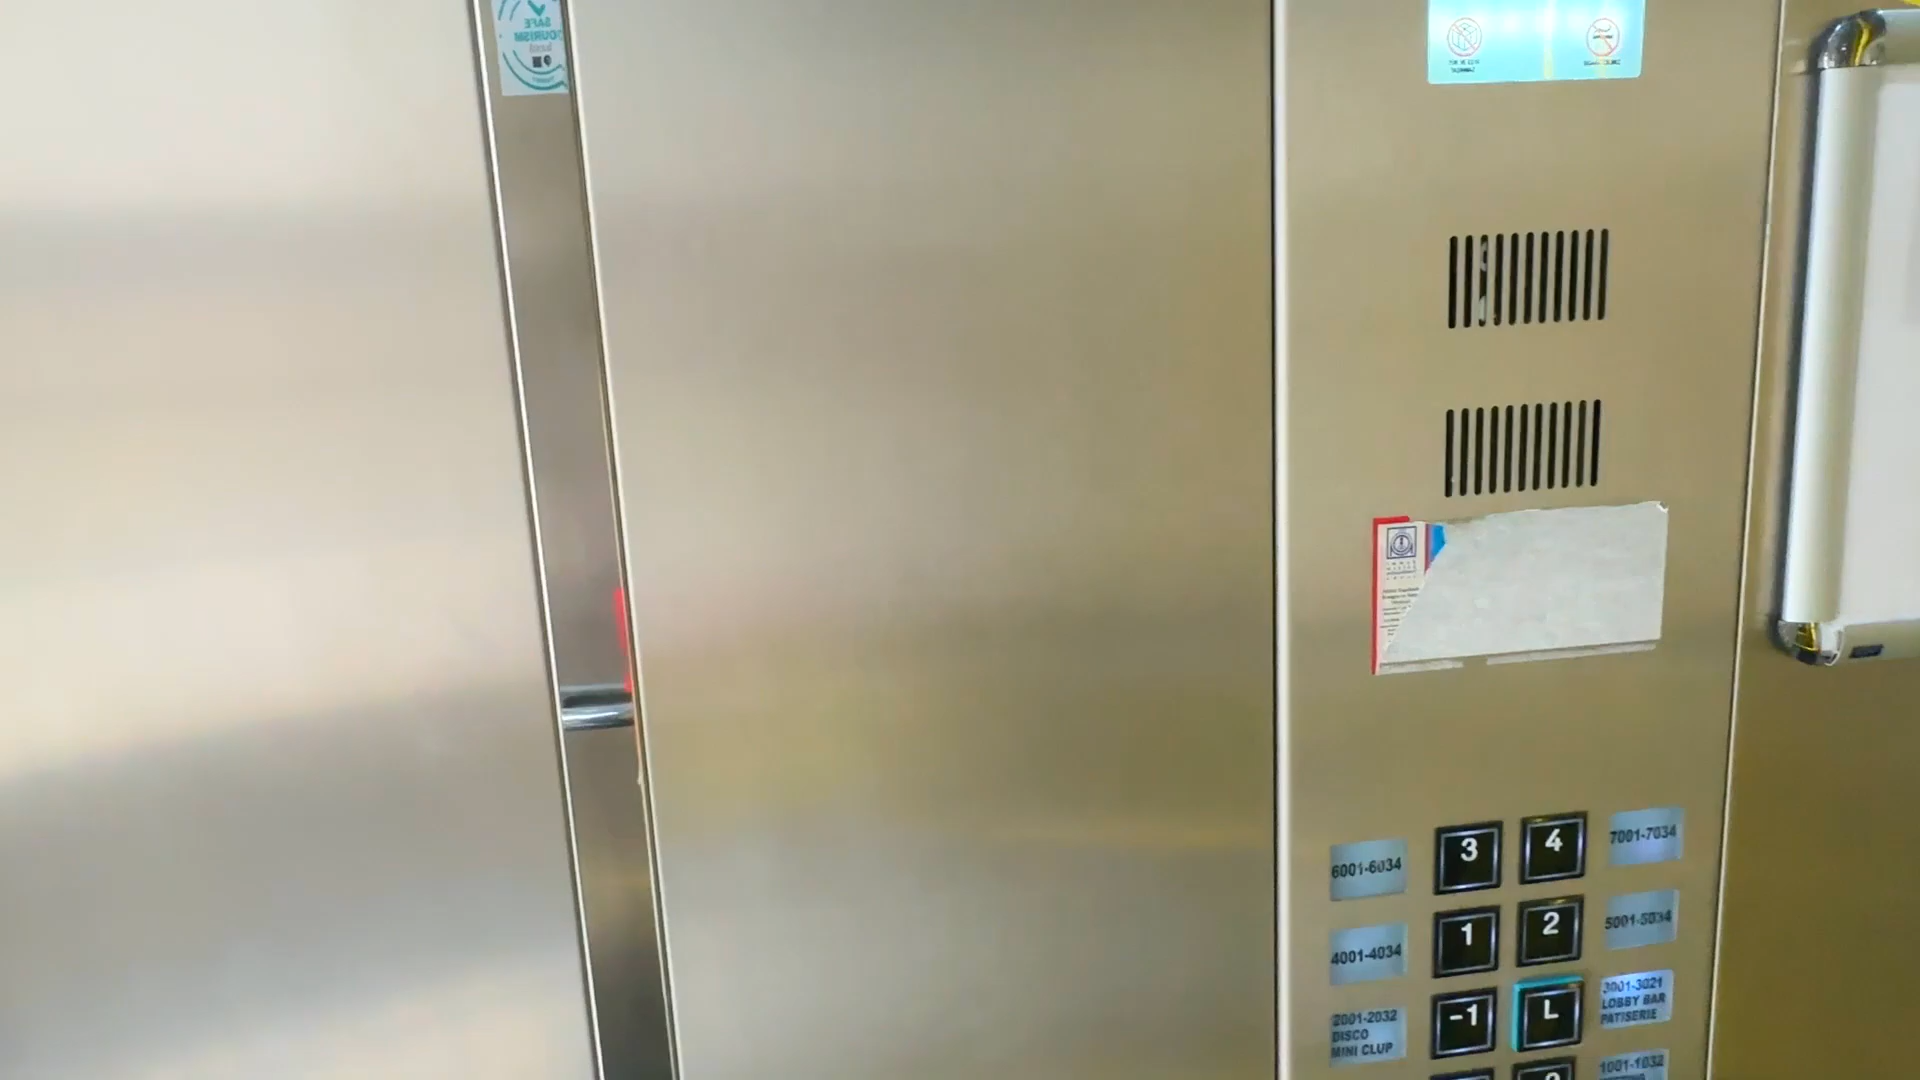 SAFE
TOURISM
3
4
7001-7034
6001-6034
1
2
5001-5034
4001-4034
-1
L
3001-3021
LOBBY BAR
PATISERIE
2001-2032
DISCO
MINI CLUP
1001-1032